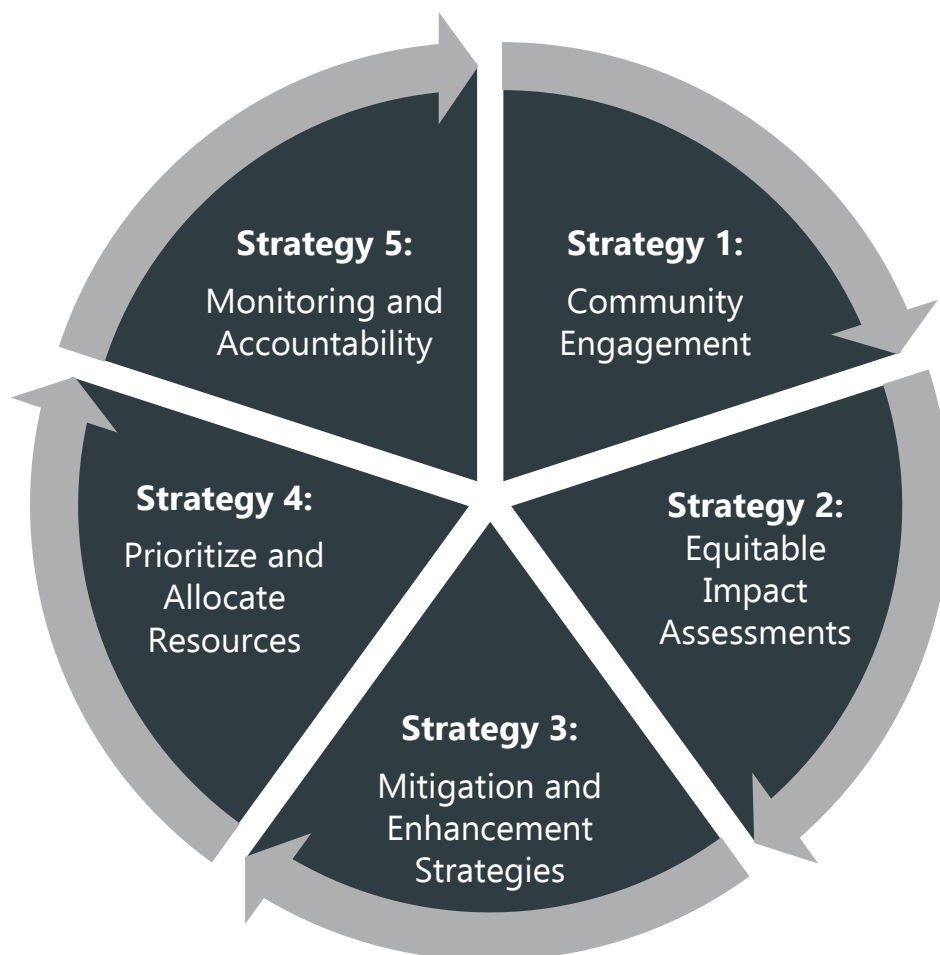 Strategy 1:
Community
Engagement
Strategy 2:
Equitable
Impact
Assessments
Strategy 3:
Mitigation and
Enhancement
Strategies
Strategy 4:
Prioritize and
Allocate
Resources
Strategy 5:
Monitoring and
Accountability